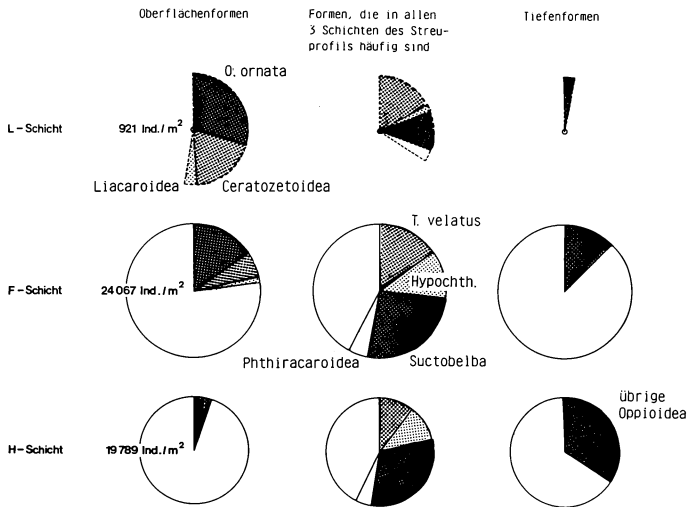 Oberflächenformen
Formen, die in allen
3 Schichten des Streu-
profils häufig sind
Tiefenformen
O. ornata
L-Schicht
921 Ind./m²
Liacaroidea
Ceratozetoidea
T. velatus
F-Schicht
24067 Ind./m²
Hypochth.
Phthiracaroidea
Suctobelba
übrige
Oppioidea
H-Schicht
19789 Ind./m²